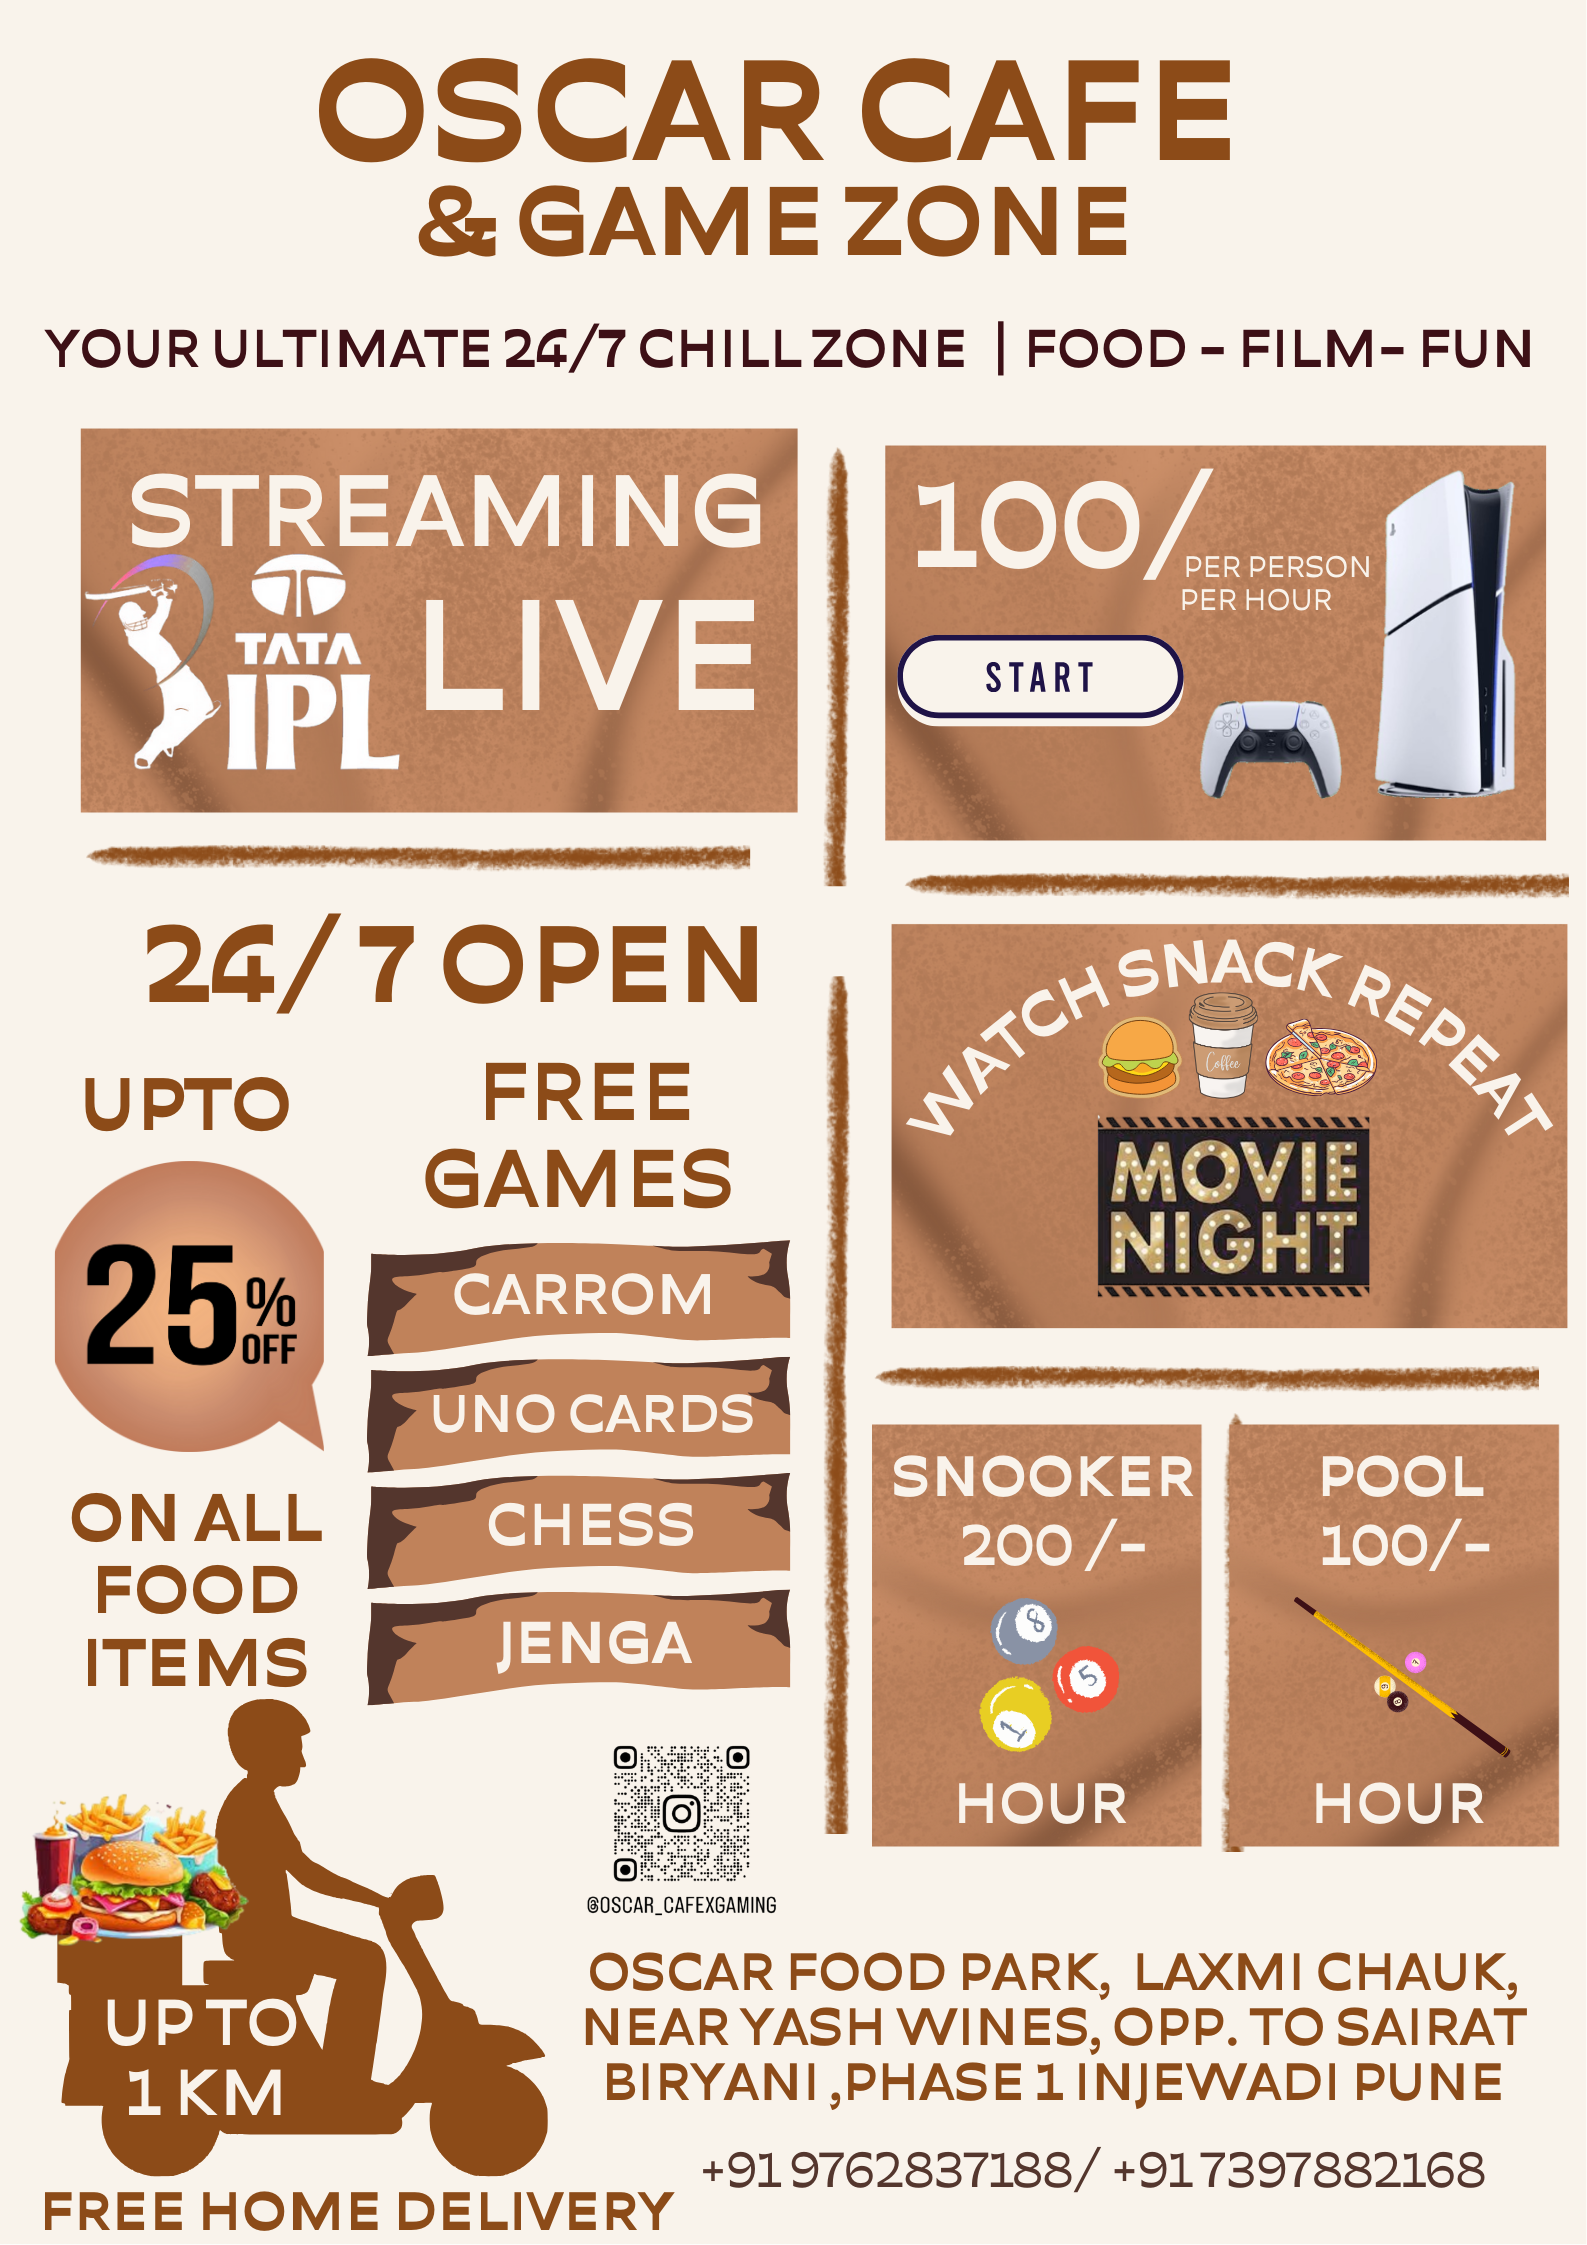 OSCAR CAFE
& GAME ZONE
YOUR ULTIMATE 24/7 CHILL ZONE | FOOD - FILM- FUN
STREAMING
LIVE
TATA
IPL
100/
PER PERSON
PER HOUR
START
24/7 OPEN
UPTO
25%
OFF
ON ALL
FOOD
ITEMS
FREE
GAMES
CARROM
UNO CARDS
CHESS
JENGA
WATCH SNACK REPEAT
Coffee
MOVIE
NIGHT
SNOOKER
200 /-
8
5
1
HOUR
POOL
100/-
HOUR
@OSCAR_CAFEXGAMING
UP TO
1 KM
FREE HOME DELIVERY
OSCAR FOOD PARK, LAXMI CHAUK,
NEAR YASH WINES, OPP. TO SAIRAT
BIRYANI ,PHASE 1 INJEWADI PUNE
+91 9762837188/ +91 7397882168